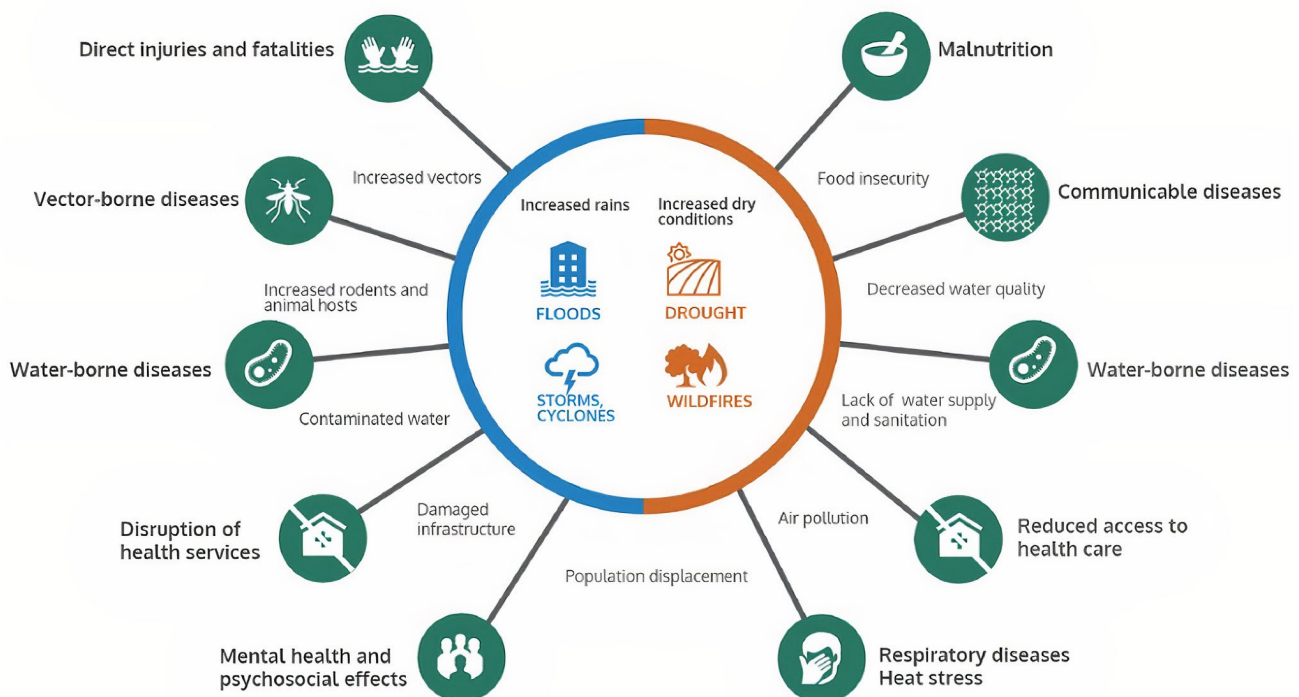 Direct injuries and fatalities
Malnutrition
Increased vectors
Food insecurity
Vector-borne diseases
Communicable diseases
Increased rains
Increased dry
conditions
Increased rodents and
animal hosts
Decreased water quality
FLOODS
DROUGHT
Water-borne diseases
Water-borne diseases
STORMS,
CYCLONES
WILDFIRES
Contaminated water
Lack of water supply
and sanitation
Disruption of
health services
Damaged
infrastructure
Air pollution
Reduced access to
health care
Population displacement
Mental health and
psychosocial effects
Respiratory diseases
Heat stress